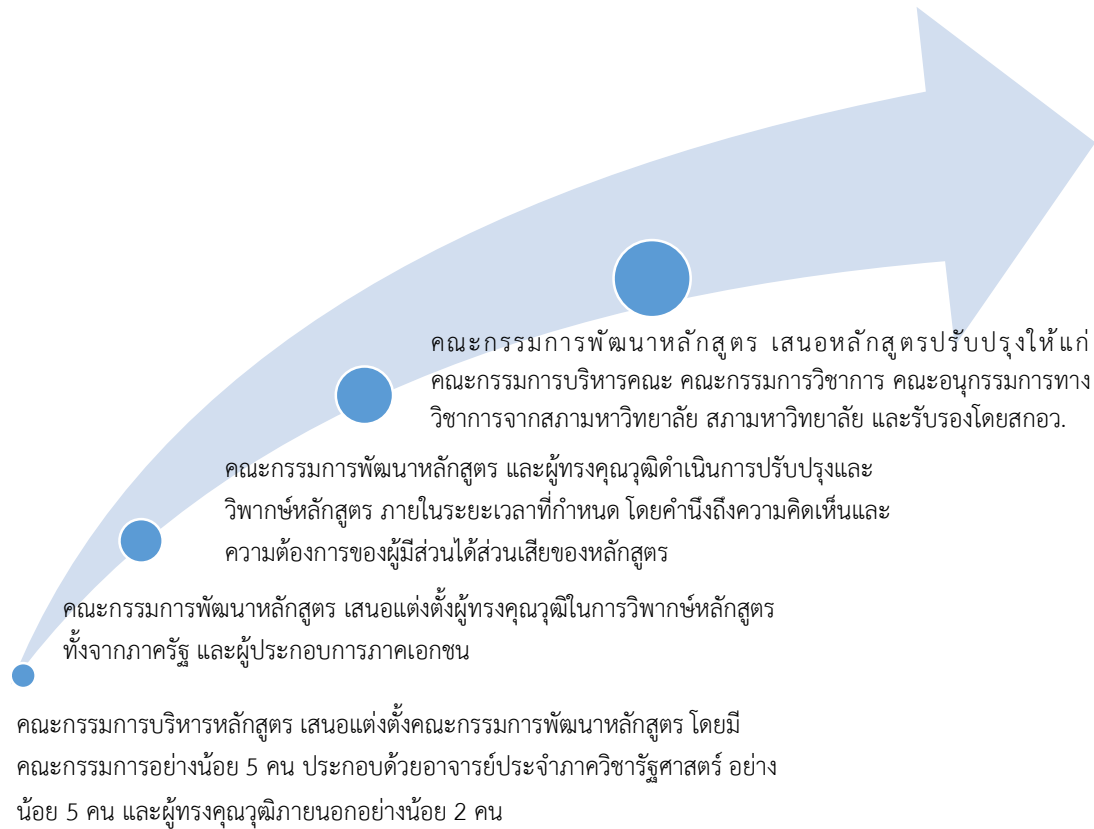 คณะกรรมการพัฒนาหลักสูตร เสนอหลักสูตรปรับปรุงให้แก่
คณะกรรมการบริหารคณะ คณะกรรมการวิชาการ คณะอนุกรรมการทาง
วิชาการจากสภามหาวิทยาลัย สภามหาวิทยาลัย และรับรองโดยสกอว.
คณะกรรมการพัฒนาหลักสูตร และผู้ทรงคุณวุฒิดำเนินการปรับปรุงและ
วิพากษ์หลักสูตร ภายในระยะเวลาที่กำหนด โดยคำนึงถึงความคิดเห็นและ
ความต้องการของผู้มีส่วนได้ส่วนเสียของหลักสูตร
คณะกรรมการพัฒนาหลักสูตร เสนอแต่งตั้งผู้ทรงคุณวุฒิในการวิพากษ์หลักสูตร
ทั้งจากภาครัฐ และผู้ประกอบการภาคเอกชน
คณะกรรมการบริหารหลักสูตร เสนอแต่งตั้งคณะกรรมการพัฒนาหลักสูตร โดยมี
คณะกรรมการอย่างน้อย 5 คน ประกอบด้วยอาจารย์ประจำภาควิชารัฐศาสตร์ อย่าง
น้อย 5 คน และผู้ทรงคุณวุฒิภายนอกอย่างน้อย 2 คน